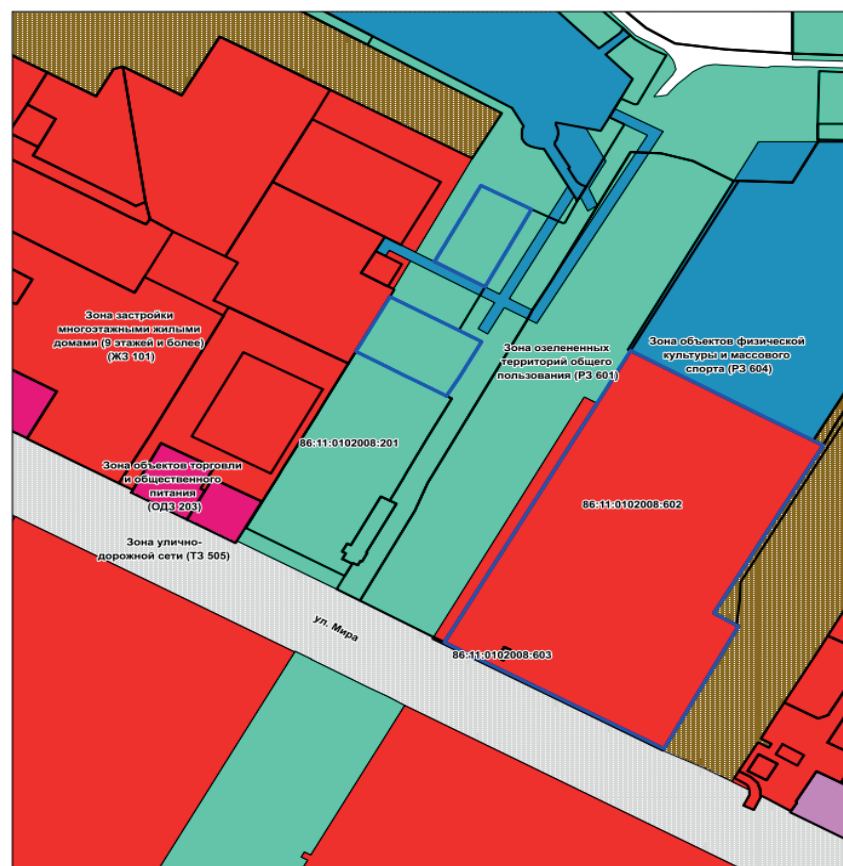 Зона застройки
многоэтажными жилыми
домами (9 этажей и более)
(ЖЗ 101)
Зона озелененных
территорий общего
пользования (РЗ 601)
Зона объектов физической
культуры и массового
спорта (РЗ 604)
86:11:0102008:201
Зона объектов торговли
и общественного
питания
(ОДЗ 203)
86:11:0102008:602
Зона улично-
дорожной сети (ТЗ 505)
ул. Мира
86:11:0102008:603